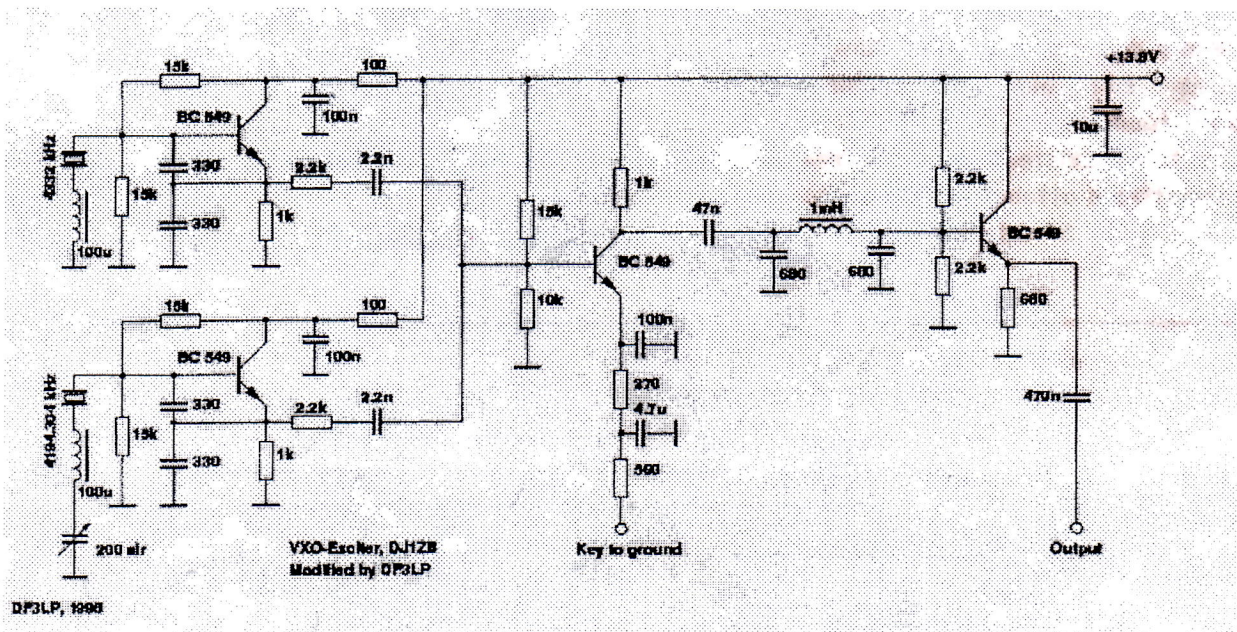 15k
100
+13.8V
BC 549
100n
10u
4332 kHz
330
2.2k
2.2n
15k
1k
2.2k
330
1k
15k
47n
1mH
BC 549
100u
BC 549
680
680
2.2k
15k
100
10k
100n
BC 549
100n
270
470n
4194,304 kHz
330
2.2k
2.2n
4.7u
15k
330
1k
560
100u
200 air
VXO-Exciter, DJ1ZB
Modified by DF3LP
Key to ground
Output
DF3LP, 1996